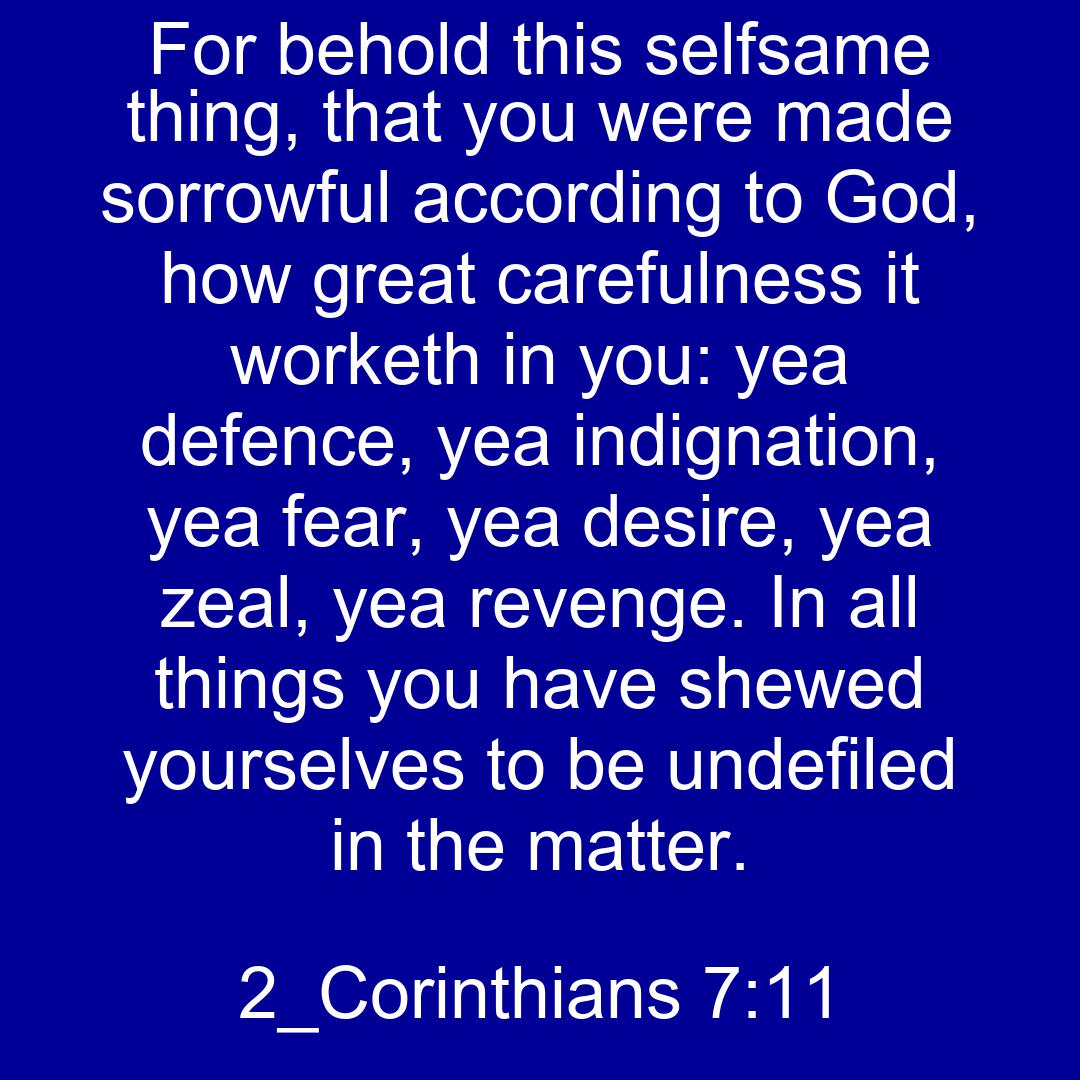 For behold this selfsame
thing, that you were made
sorrowful according to God,
how great carefulness it
worketh in you: yea
defence, yea indignation,
yea fear, yea desire, yea
zeal, yea revenge. In all
things you have shewed
yourselves to be undefiled
in the matter.
2_Corinthians 7:11